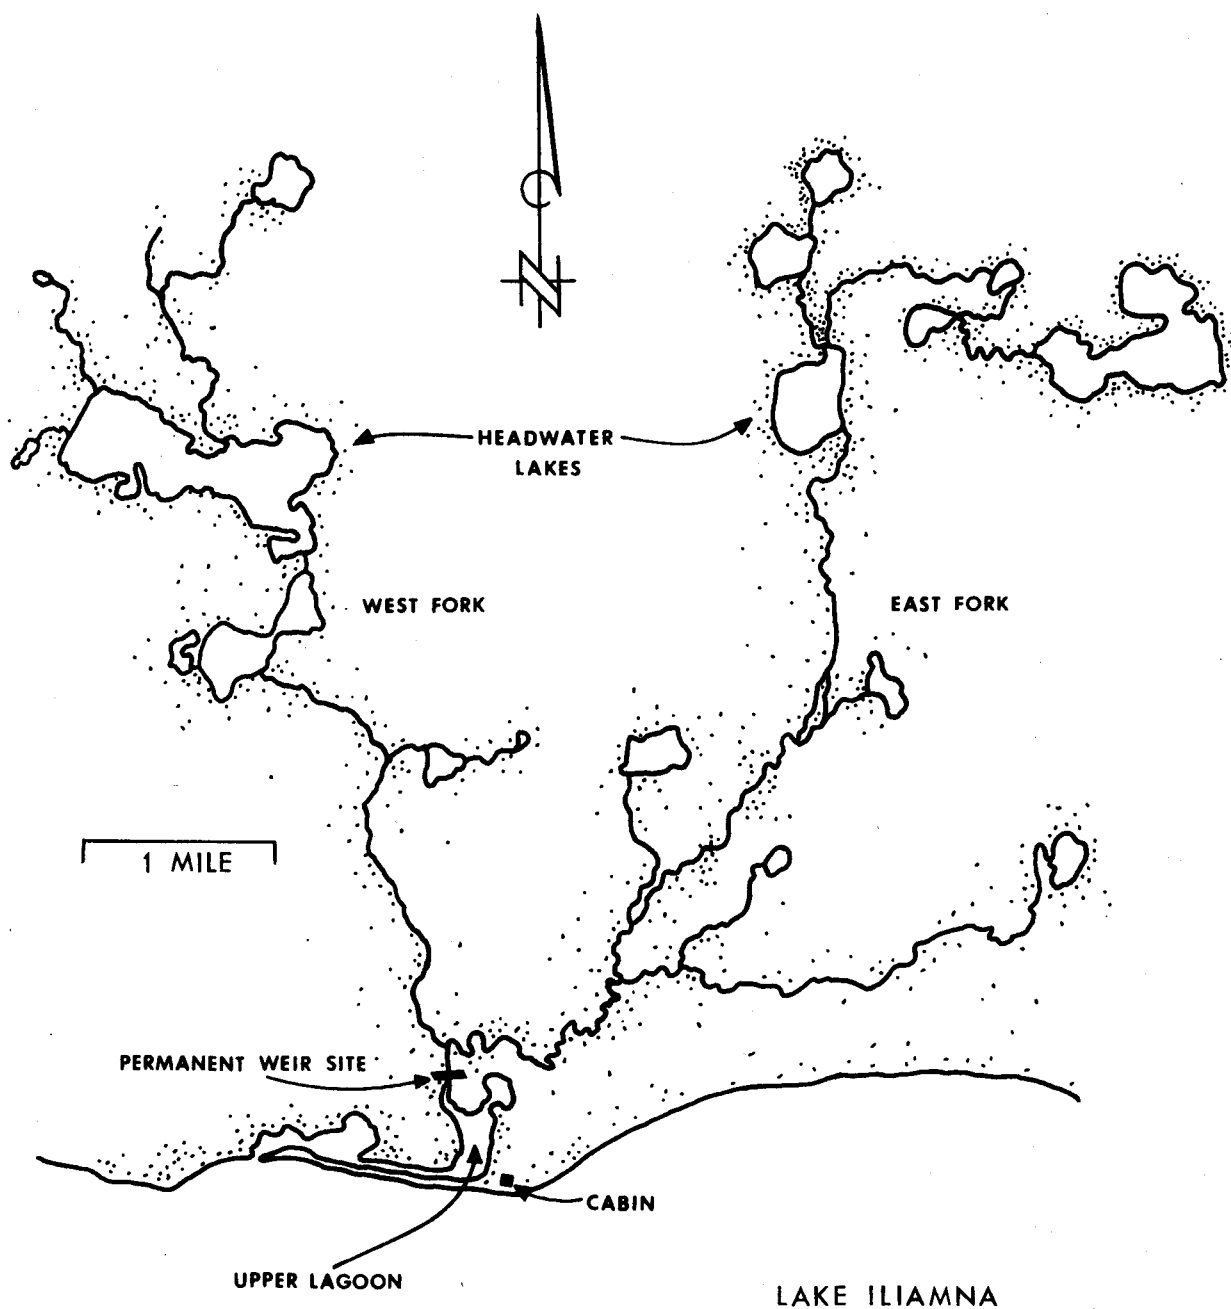 N
HEADWATER
LAKES
WEST FORK
EAST FORK
1 MILE
PERMANENT WEIR SITE
CABIN
UPPER LAGOON
LAKE ILIAMNA